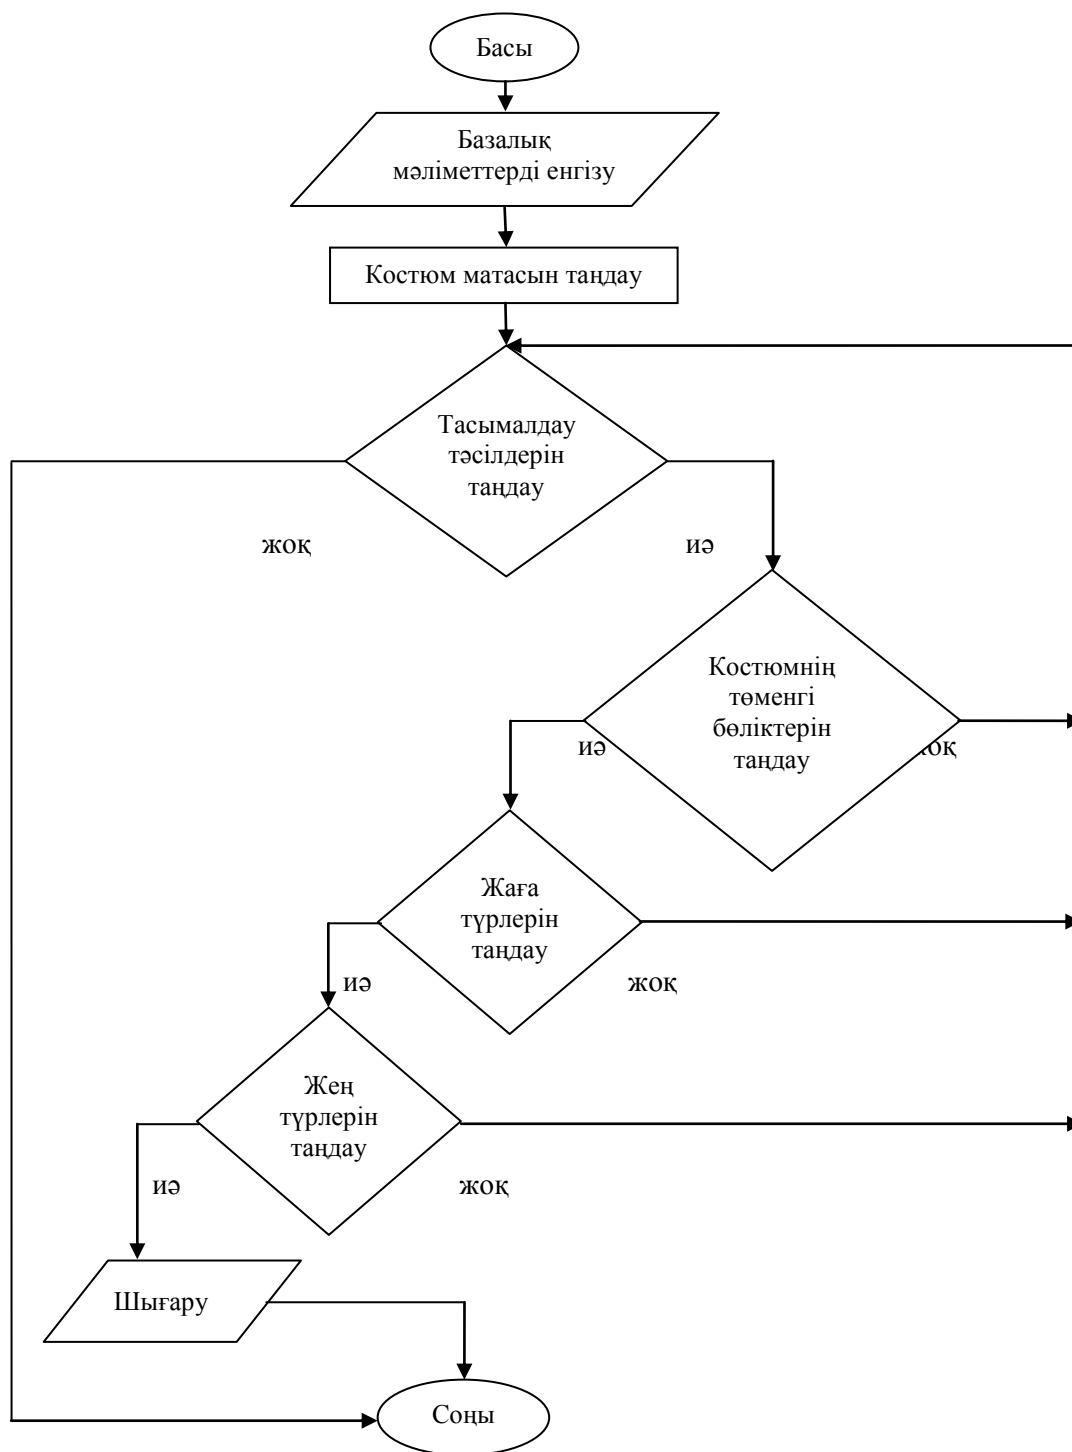 Басы
Базалық
мәліметтерді енгізу
Костюм матасын таңдау
Тасымалдау
тәсілдерін
таңдау
жоқ
иә
Костюмнің
төменгі
бөліктерін
таңдау
иә
Жаға
түрлерін
таңдау
иә
жоқ
Жең
түрлерін
таңдау
иә
жоқ
Шығару
Соңы